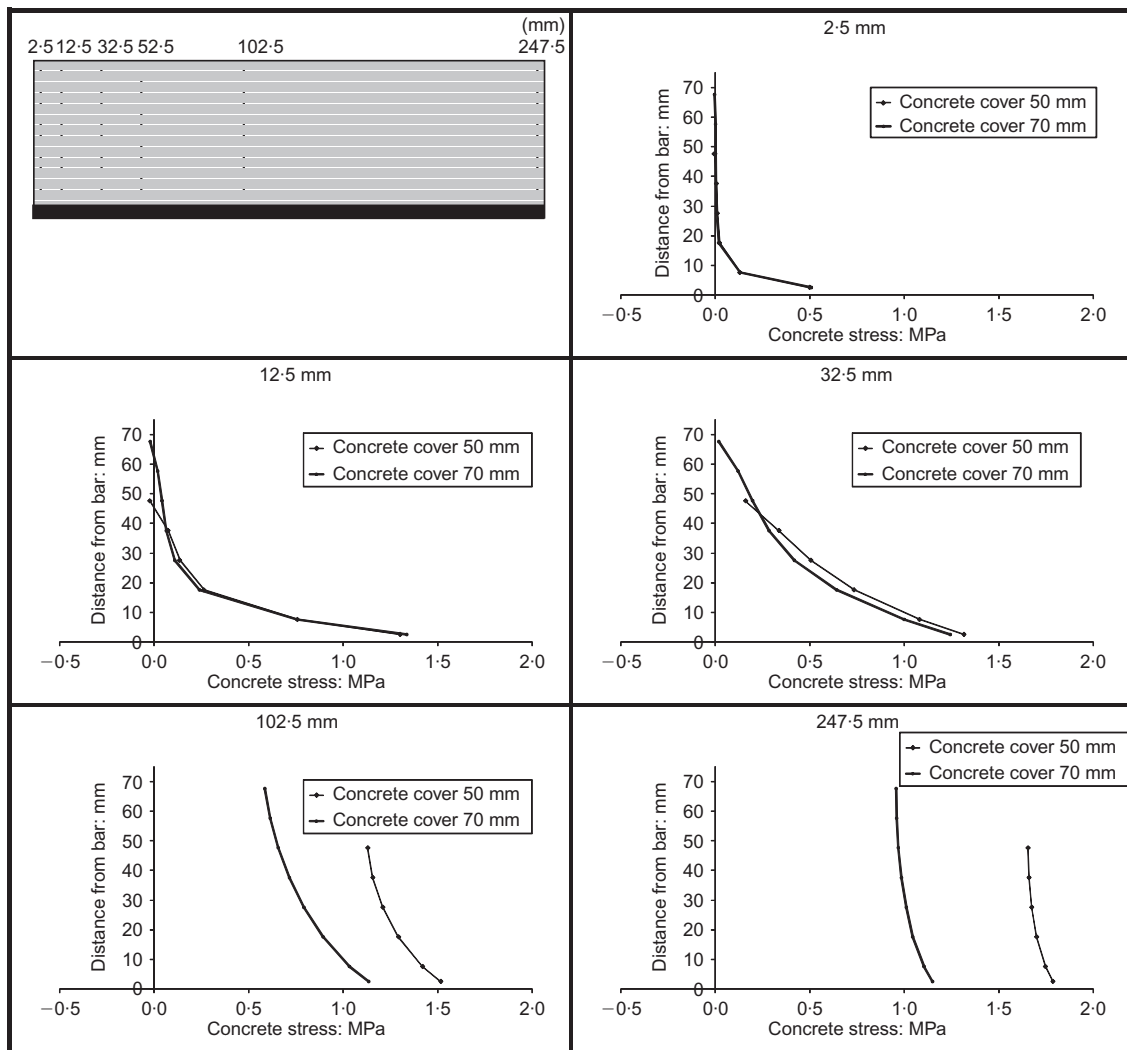 (mm)
2·5 12·5 32·5 52·5 102·5 247·5
2·5 mm
Distance from bar: mm
70
60
50
40
30
20
10
0
Concrete cover 50 mm
Concrete cover 70 mm
−0·5 0·0 0·5 1·0 1·5 2·0
Concrete stress: MPa
12·5 mm
Distance from bar: mm
70
60
50
40
30
20
10
0
Concrete cover 50 mm
Concrete cover 70 mm
−0·5 0·0 0·5 1·0 1·5 2·0
Concrete stress: MPa
32·5 mm
Distance from bar: mm
70
60
50
40
30
20
10
0
Concrete cover 50 mm
Concrete cover 70 mm
−0·5 0·0 0·5 1·0 1·5 2·0
Concrete stress: MPa
102·5 mm
Distance from bar: mm
70
60
50
40
30
20
10
0
Concrete cover 50 mm
Concrete cover 70 mm
−0·5 0·0 0·5 1·0 1·5 2·0
Concrete stress: MPa
247·5 mm
Distance from bar: mm
70
60
50
40
30
20
10
0
Concrete cover 50 mm
Concrete cover 70 mm
−0·5 0·0 0·5 1·0 1·5 2·0
Concrete stress: MPa